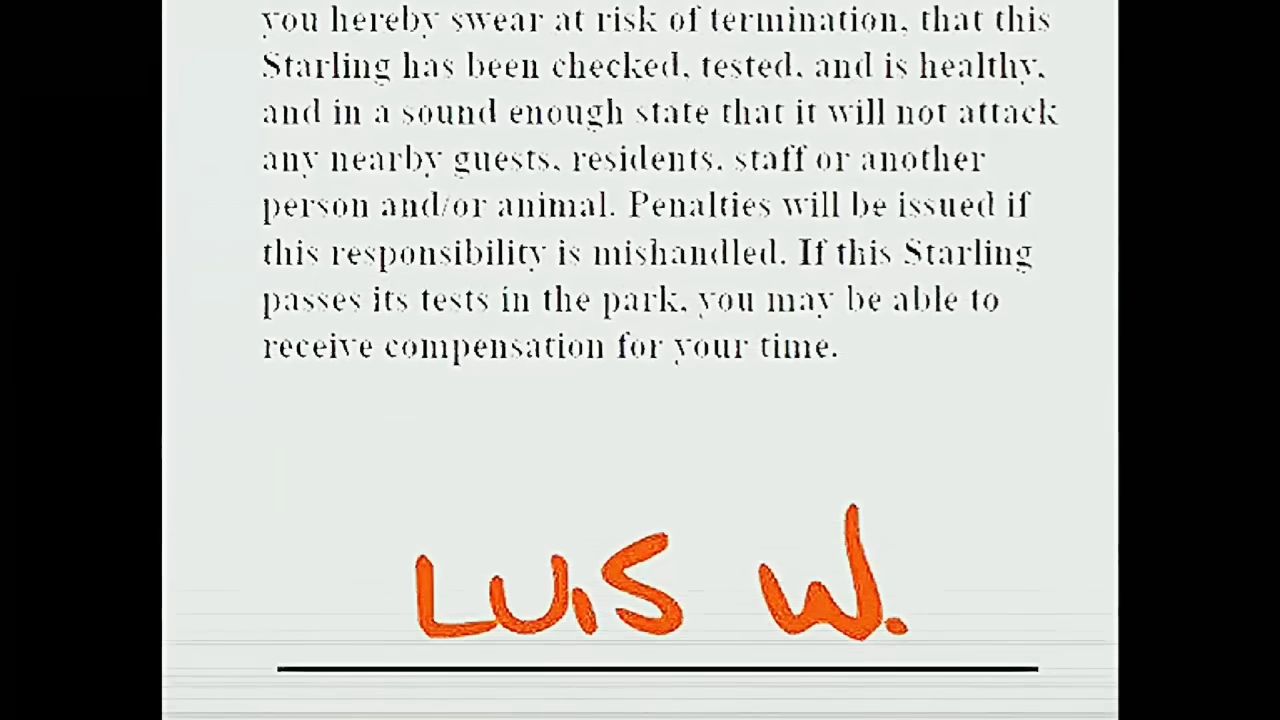 you hereby swear at risk of termination, that this
Starling has been checked, tested, and is healthy,
and in a sound enough state that it will not attack
any nearby guests, residents, staff or another
person and/or animal. Penalties will be issued if
this responsibility is mishandled. If this Starling
passes its tests in the park, you may be able to
receive compensation for your time.
LUIS W.